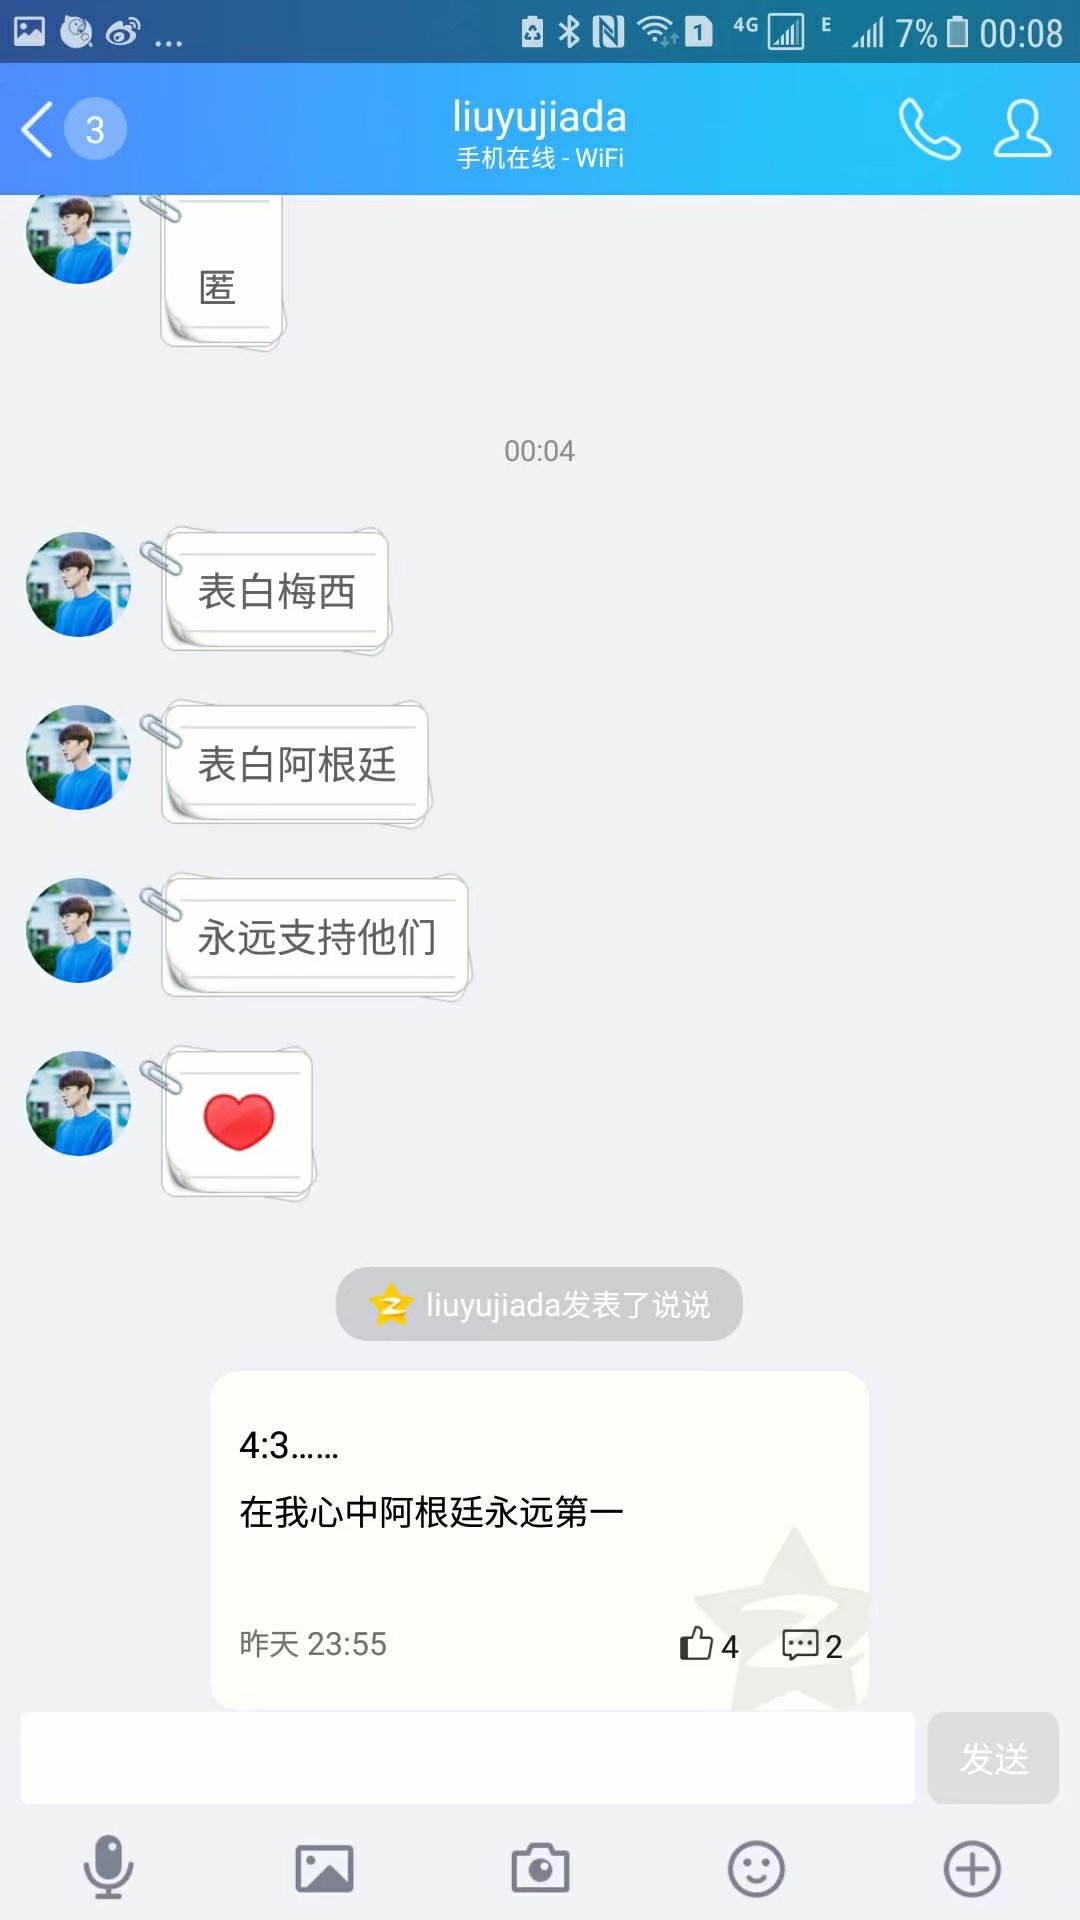 1 4G E 7% 00:08
3
liuyujiada
手机在线 - WiFi
匿
00:04
表白梅西
表白阿根廷
永远支持他们
liuyujiada发表了说说
4:3……
在我心中阿根廷永远第一
昨天 23:55
4
2
发送